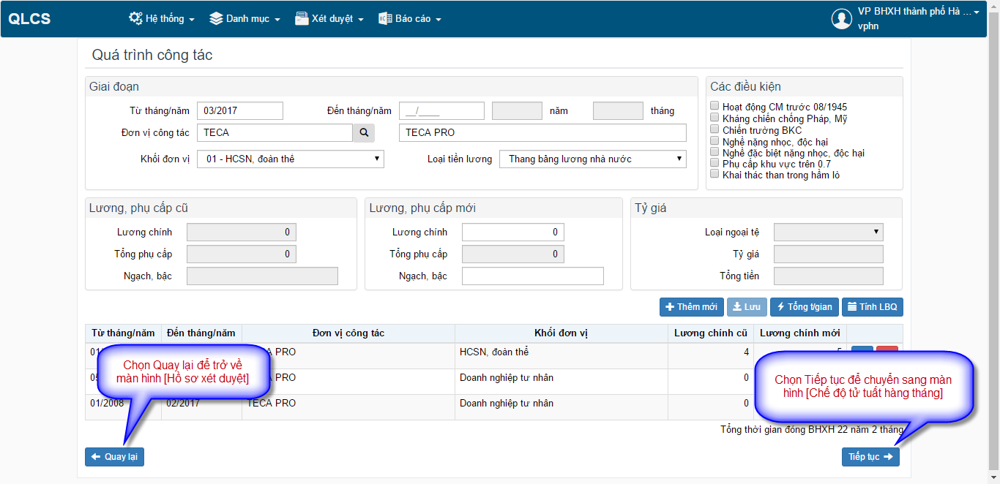 QLCS
Hệ thống
Danh mục
Xét duyệt
Báo cáo
VP BHXH thành phố Hà ...
vphn
Quá trình công tác
Giai đoạn
Từ tháng/năm 03/2017 Đến tháng/năm __/____ năm tháng
Đơn vị công tác TECA TECA PRO
Khối đơn vị 01 - HCSN, đoàn thể Loại tiền lương Thang bảng lương nhà nước
Các điều kiện
Hoạt động CM trước 08/1945
Kháng chiến chống Pháp, Mỹ
Chiến trường BKC
Nghề nặng nhọc, độc hại
Nghề đặc biệt nặng nhọc, độc hại
Phụ cấp khu vực trên 0.7
Khai thác than trong hầm lò
Lương, phụ cấp cũ
Lương chính 0
Tổng phụ cấp 0
Ngạch, bậc
Lương, phụ cấp mới
Lương chính 0
Tổng phụ cấp 0
Ngạch, bậc
Tỷ giá
Loại ngoại tệ
Tỷ giá
Tổng tiền
Thêm mới Lưu Tổng t/gian Tính LBQ
Từ tháng/năm Đến tháng/năm Đơn vị công tác Khối đơn vị Lương chính cũ Lương chính mới
PRO HCSN, đoàn thể 4 5
PRO Doanh nghiệp tư nhân 0
01/2008 02/2017 TECA PRO Doanh nghiệp tư nhân 0
Chọn Quay lại để trở về
màn hình [Hồ sơ xét duyệt]
Chọn Tiếp tục để chuyển sang màn
hình [Chế độ tử tuất hàng tháng]
Tổng thời gian đóng BHXH 22 năm 2 tháng
Quay lại
Tiếp tục